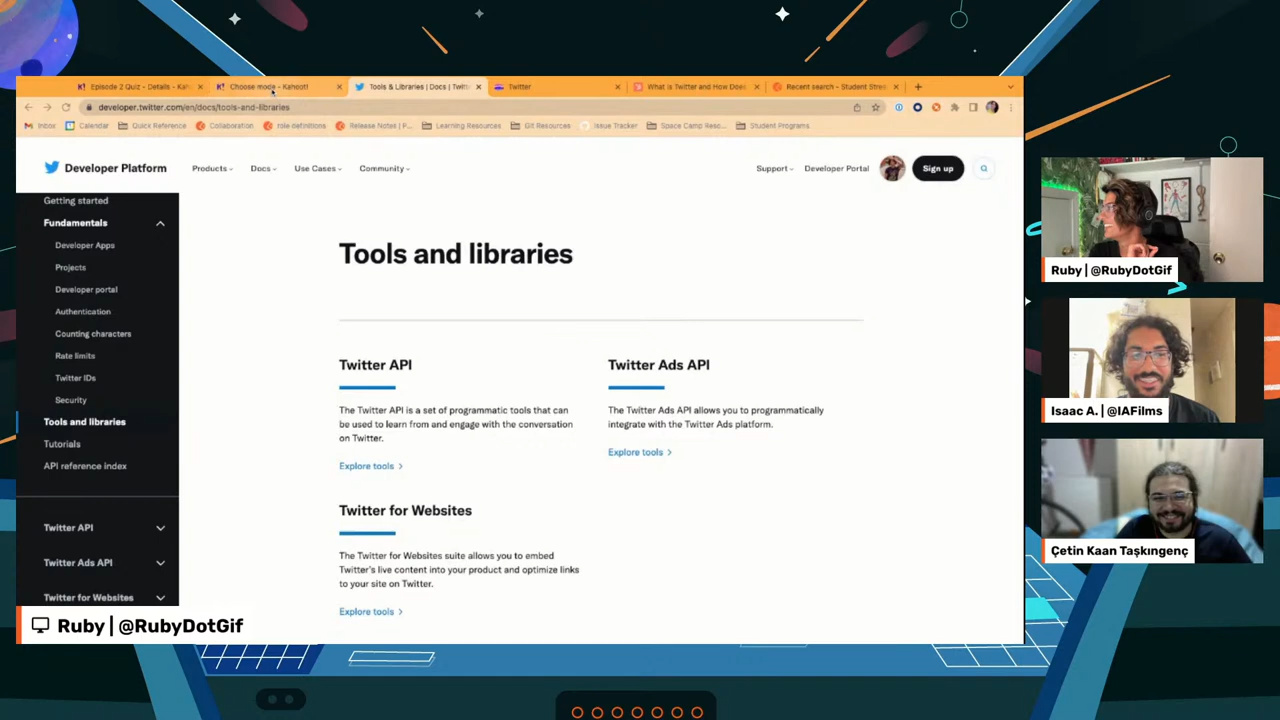 Episode 2 Quiz - Details - Kah
Choose mode - Kahoot!
Tools & Libraries | Docs | Twitt
Twitter
What is Twitter and How Does
Recent search - Student Stre
developer.twitter.com/en/docs/tools-and-libraries
Inbox
Calendar
Quick Reference
Collaboration
role definitions
Release Notes | P...
Learning Resources
Git Resources
Issue Tracker
Space Camp Reso...
Student Programs
Developer Platform
Products
Docs
Use Cases
Community
Support
Developer Portal
Sign up
Getting started
Fundamentals
Developer Apps
Projects
Developer portal
Authentication
Counting characters
Rate limits
Twitter IDs
Security
Tools and libraries
Tutorials
API reference index
Twitter API
Twitter Ads API
Twitter for Websites
Tools and libraries
Twitter API
The Twitter API is a set of programmatic tools that can
be used to learn from and engage with the conversation
on Twitter.
Explore tools
Twitter Ads API
The Twitter Ads API allows you to programmatically
integrate with the Twitter Ads platform.
Explore tools
Twitter for Websites
The Twitter for Websites suite allows you to embed
Twitter's live content into your product and optimize links
to your site on Twitter.
Explore tools
Ruby | @RubyDotGif
Ruby | @RubyDotGif
Isaac A. | @IAFilms
Çetin Kaan Taşkıngenç